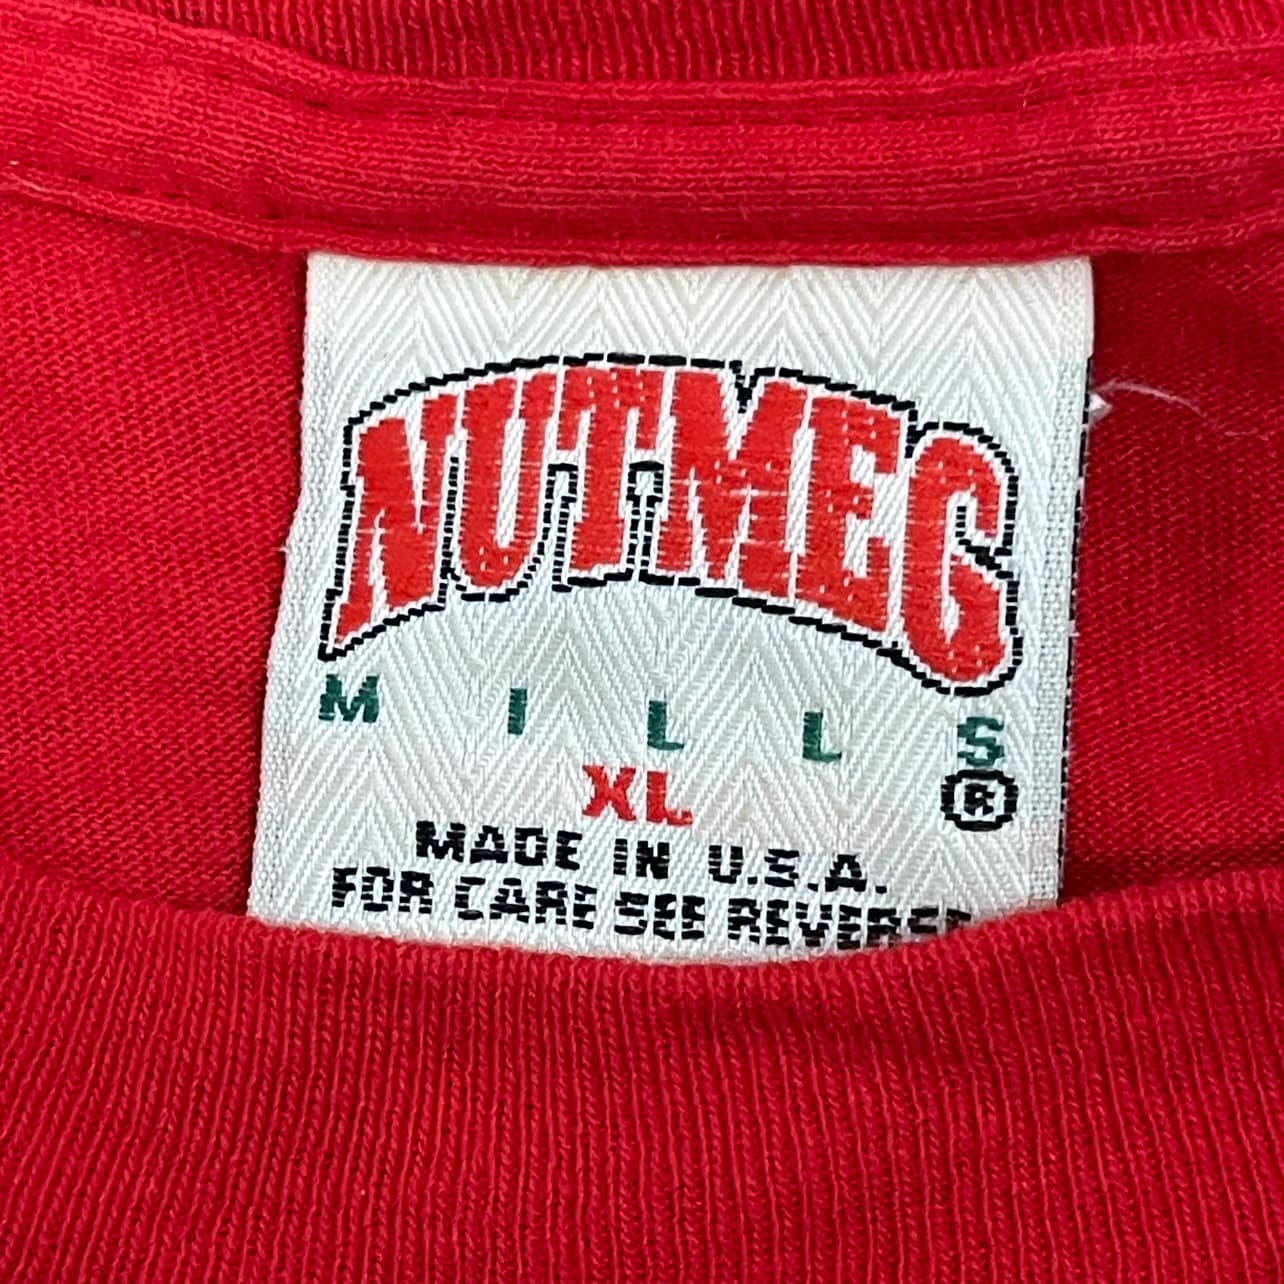 NUTMEG
MILLS
®
XL
MADE IN U.S.A.
FOR CARE SEE REVERSE